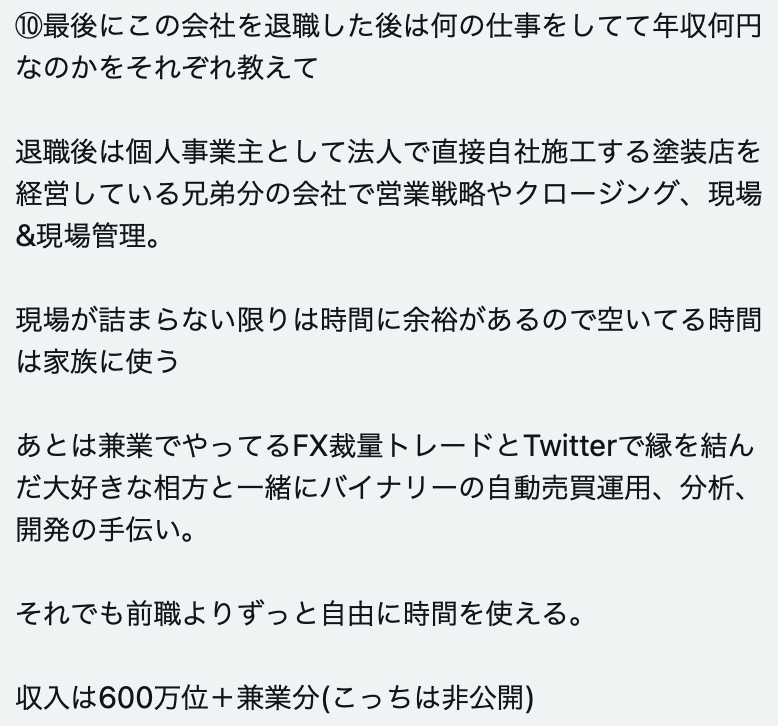 ⑩最後にこの会社を退職した後は何の仕事をしてて年収何円
なのかをそれぞれ教えて
退職後は個人事業主として法人で直接自社施工する塗装店を
経営している兄弟分の会社で営業戦略やクロージング、現場
&現場管理。
現場が詰まらない限りは時間に余裕があるので空いてる時間
は家族に使う
あとは兼業でやってるFX裁量トレードとTwitterで縁を結ん
だ大好きな相方と一緒にバイナリーの自動売買運用、分析、
開発の手伝い。
それでも前職よりずっと自由に時間を使える。
収入は600万位＋兼業分(こっちは非公開)